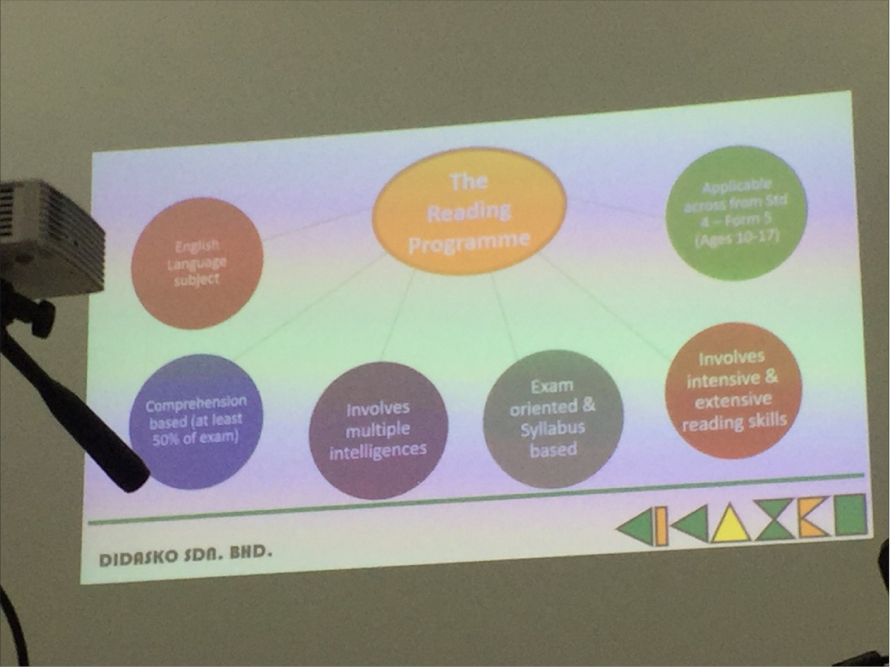 The
Reading
Programme
English
Language
subject
Applicable
across from Std
4 – Form 5
(Ages 10-17)
Comprehension
based (at least
50% of exam)
Involves
multiple
intelligences
Exam
oriented &
Syllabus
based
Involves
intensive &
extensive
reading skills
DIDASKO SDN. BHD.